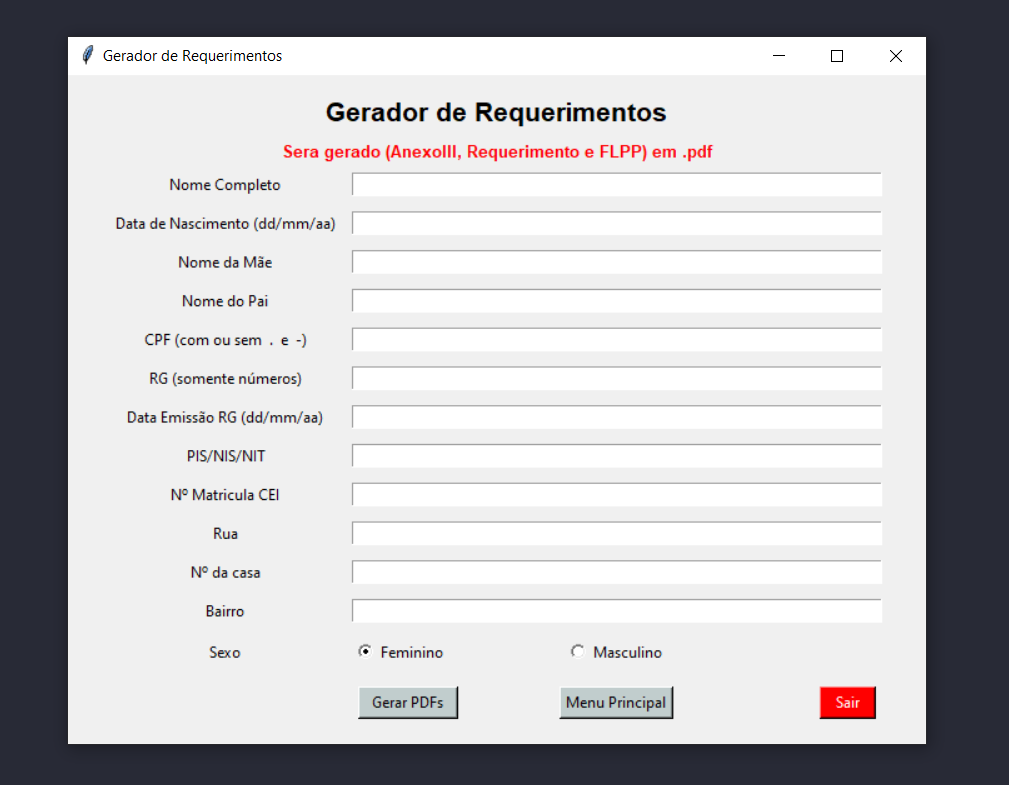 Gerador de Requerimentos
Gerador de Requerimentos
Sera gerado (AnexoIII, Requerimento e FLPP) em .pdf
Nome Completo
Data de Nascimento (dd/mm/aa)
Nome da Mãe
Nome do Pai
CPF (com ou sem . e -)
RG (somente números)
Data Emissão RG (dd/mm/aa)
PIS/NIS/NIT
Nº Matricula CEI
Rua
Nº da casa
Bairro
Sexo Feminino Masculino
Gerar PDFs Menu Principal Sair